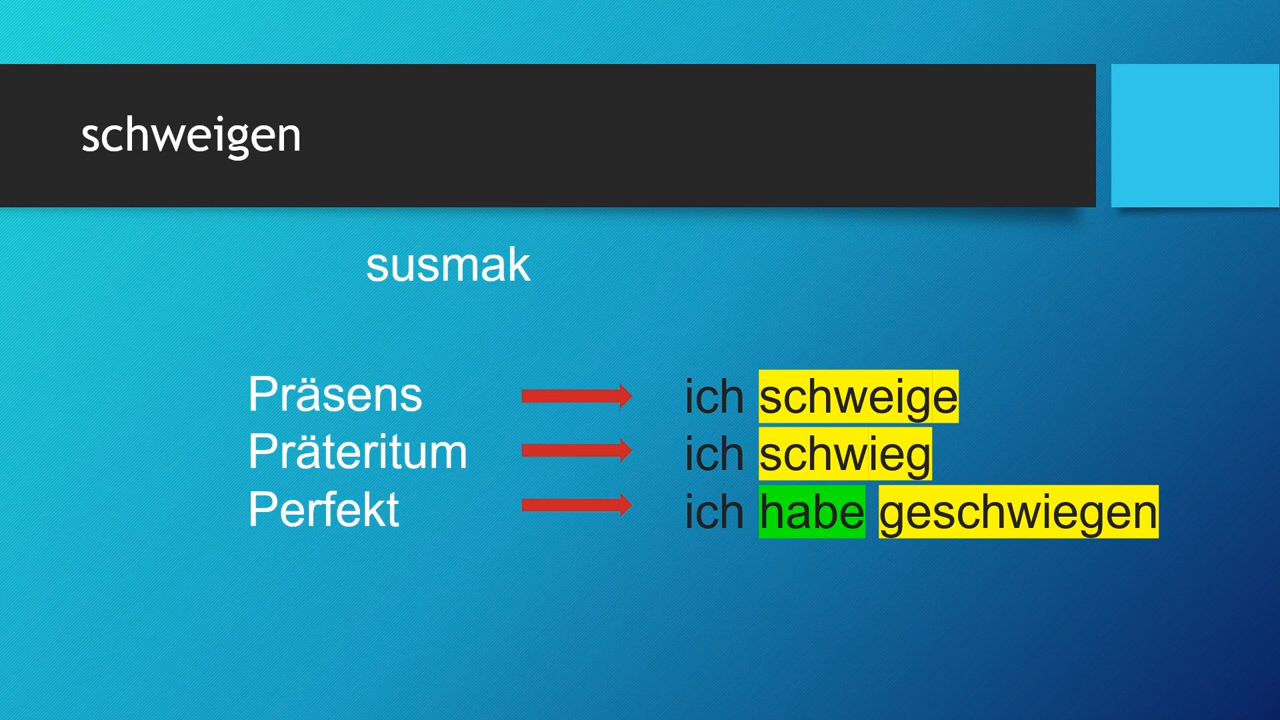 schweigen
susmak
Präsens ich schweige
Präteritum ich schwieg
Perfekt ich habe geschwiegen